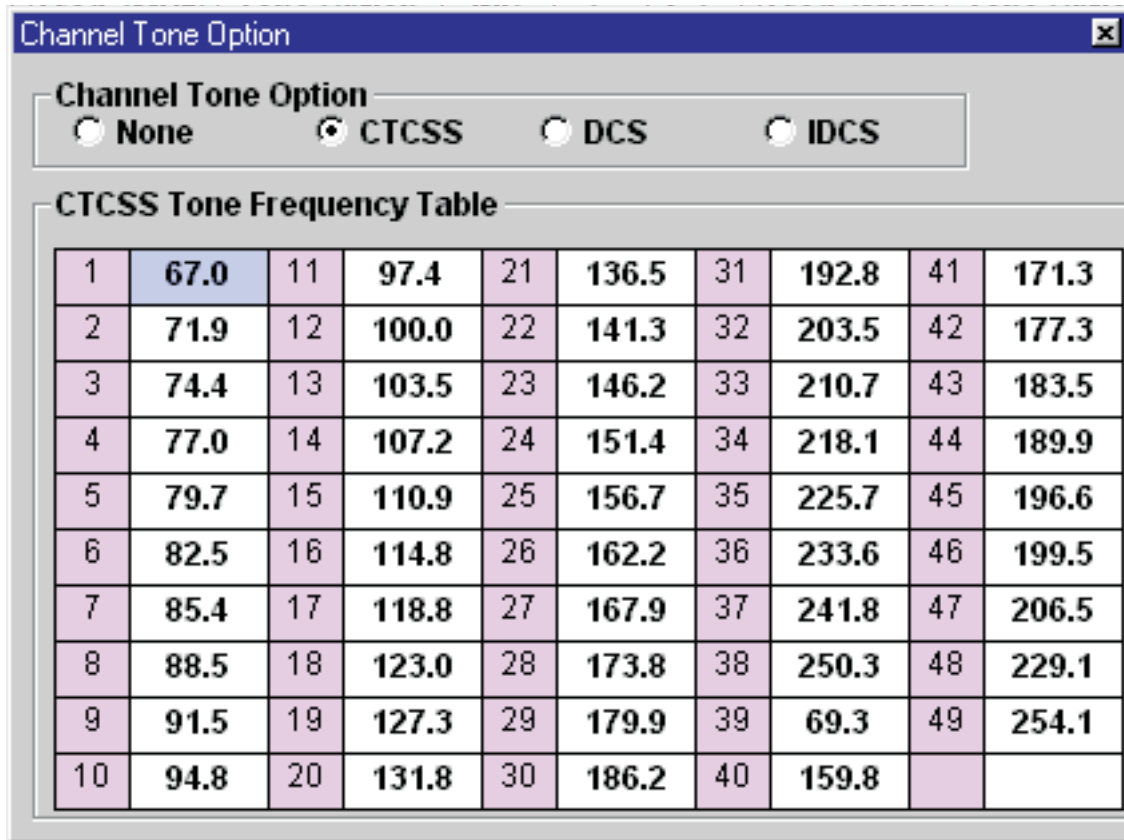 Channel Tone Option
Channel Tone Option
None CTCSS DCS IDCS
CTCSS Tone Frequency Table
1 67.0 11 97.4 21 136.5 31 192.8 41 171.3
2 71.9 12 100.0 22 141.3 32 203.5 42 177.3
3 74.4 13 103.5 23 146.2 33 210.7 43 183.5
4 77.0 14 107.2 24 151.4 34 218.1 44 189.9
5 79.7 15 110.9 25 156.7 35 225.7 45 196.6
6 82.5 16 114.8 26 162.2 36 233.6 46 199.5
7 85.4 17 118.8 27 167.9 37 241.8 47 206.5
8 88.5 18 123.0 28 173.8 38 250.3 48 229.1
9 91.5 19 127.3 29 179.9 39 69.3 49 254.1
10 94.8 20 131.8 30 186.2 40 159.8